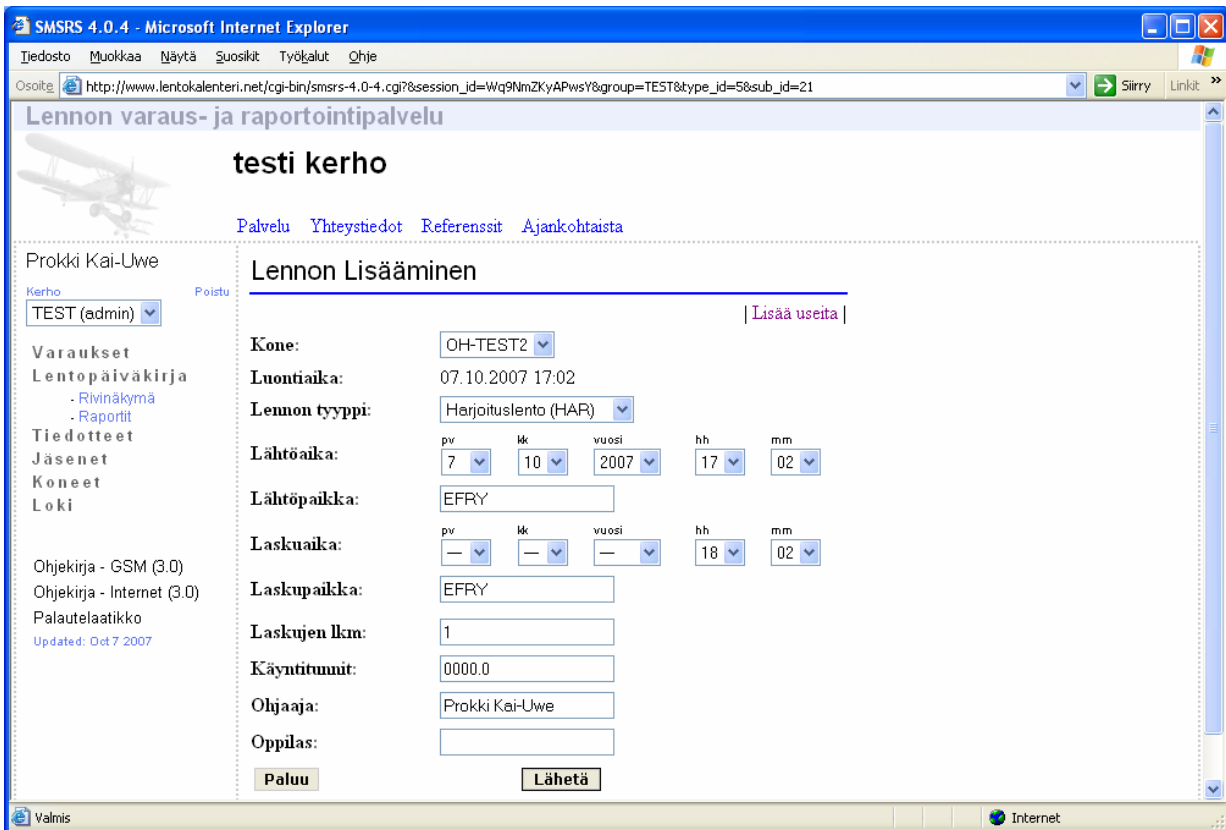 SMSRS 4.0.4 - Microsoft Internet Explorer
Tiedosto Muokkaa Näytä Suosikit Työkalut Ohje
Osoite http://www.lentokalenteri.net/cgi-bin/smsrs-4.0-4.cgi?&session_id=Wq9NmZKyAPwsY&group=TEST&type_id=5&sub_id=21 Siirry Linkit »
Lennon varaus- ja raportointipalvelu
testi kerho
Palvelu Yhteystiedot Referenssit Ajankohtaista
Prokki Kai-Uwe
Kerho Poistu
TEST (admin)
Varaukset
Lentopäiväkirja
- Rivinäkymä
- Raportit
Tiedotteet
Jäsenet
Koneet
Loki
Ohjekirja - GSM (3.0)
Ohjekirja - Internet (3.0)
Palautelaatikko
Updated: Oct 7 2007
Lennon Lisääminen
| Lisää useita |
Kone: OH-TEST2
Luontiaika: 07.10.2007 17:02
Lennon tyyppi: Harjoituslento (HAR)
pv kk vuosi hh mm
Lähtöaika: 7 10 2007 17 02
Lähtöpaikka: EFRY
pv kk vuosi hh mm
Laskuaika: — — — 18 02
Laskupaikka: EFRY
Laskujen lkm: 1
Käyntitunnit: 0000.0
Ohjaaja: Prokki Kai-Uwe
Oppilas:
Paluu Lähetä
Valmis Internet